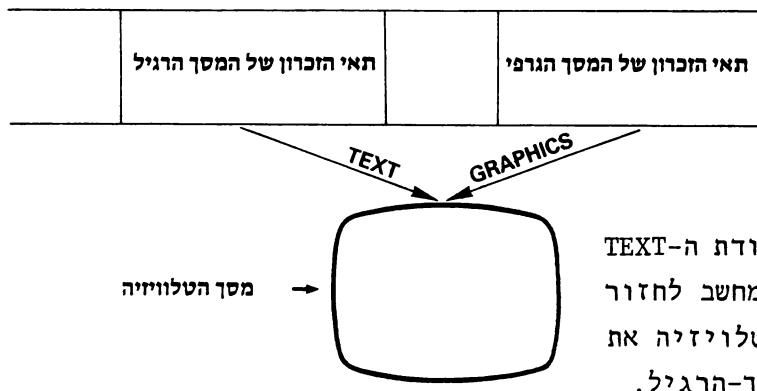 תאי הזכרון של המסך הגרפי
תאי הזכרון של המסך הרגיל
GRAPHICS
TEXT
ודת ה-TEXT
מחשב לחזור
לויזיה את
ך-הרגיל.
מסך הטלוויזיה